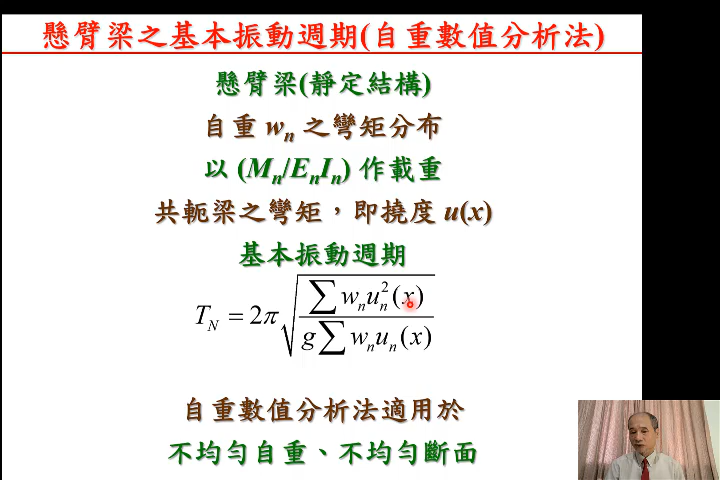 懸臂梁之基本振動週期(自重數值分析法)
懸臂梁(靜定結構)
自重 wₙ 之彎矩分布
以 (Mₙ/EₙIₙ) 作載重
共軛梁之彎矩，即撓度 u(x)
基本振動週期
T_N = 2π√(∑wₙuₙ²(x) / g∑wₙuₙ(x))
自重數值分析法適用於
不均勻自重、不均勻斷面